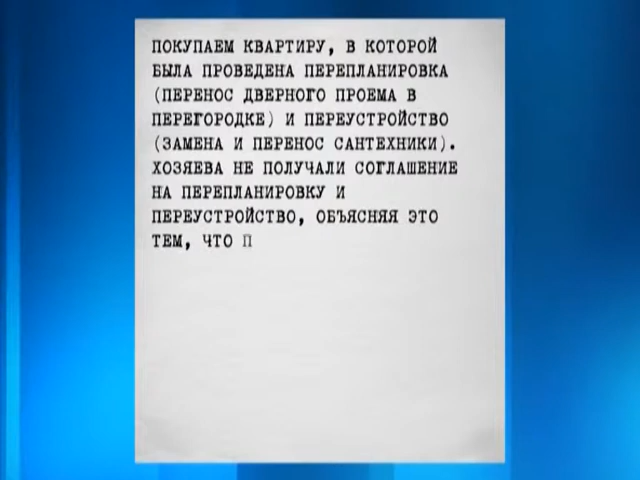 ПОКУПАЕМ КВАРТИРУ, В КОТОРОЙ
БЫЛА ПРОВЕДЕНА ПЕРЕПЛАНИРОВКА
(ПЕРЕНОС ДВЕРНОГО ПРОЕМА В
ПЕРЕГОРОДКЕ) И ПЕРЕУСТРОЙСТВО
(ЗАМЕНА И ПЕРЕНОС САНТЕХНИКИ).
ХОЗЯЕВА НЕ ПОЛУЧАЛИ СОГЛАШЕНИЕ
НА ПЕРЕПЛАНИРОВКУ И
ПЕРЕУСТРОЙСТВО, ОБЪЯСНЯЯ ЭТО
ТЕМ, ЧТО П